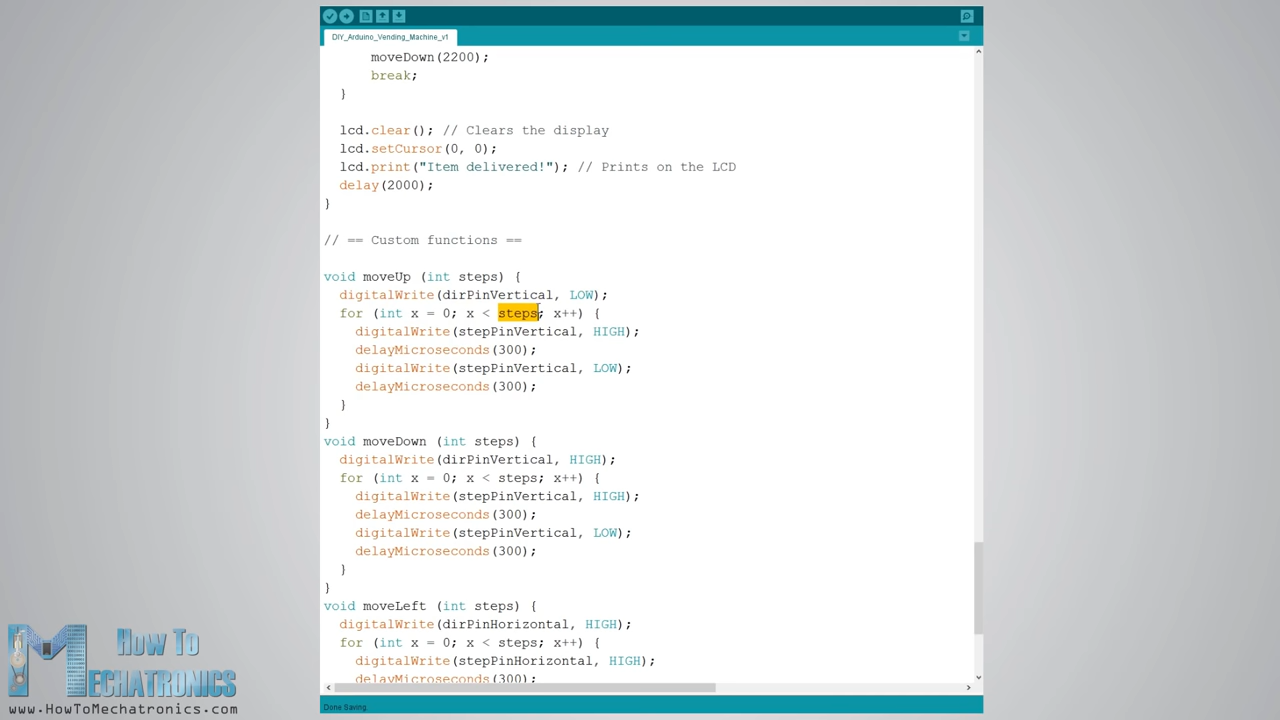 DIY_Arduino_Vending_Machine_v1
moveDown(2200);
break;
}
lcd.clear(); // Clears the display
lcd.setCursor(0, 0);
lcd.print("Item delivered!"); // Prints on the LCD
delay(2000);
}
// == Custom functions ==
void moveUp (int steps) {
digitalWrite(dirPinVertical, LOW);
for (int x = 0; x < steps; x++) {
digitalWrite(stepPinVertical, HIGH);
delayMicroseconds(300);
digitalWrite(stepPinVertical, LOW);
delayMicroseconds(300);
}
}
void moveDown (int steps) {
digitalWrite(dirPinVertical, HIGH);
for (int x = 0; x < steps; x++) {
digitalWrite(stepPinVertical, HIGH);
delayMicroseconds(300);
digitalWrite(stepPinVertical, LOW);
delayMicroseconds(300);
}
}
void moveLeft (int steps) {
digitalWrite(dirPinHorizontal, HIGH);
for (int x = 0; x < steps; x++) {
digitalWrite(stepPinHorizontal, HIGH);
delayMicroseconds(300);
Done Saving.
How To
MECHATRONICS
www.HowToMechatronics.com